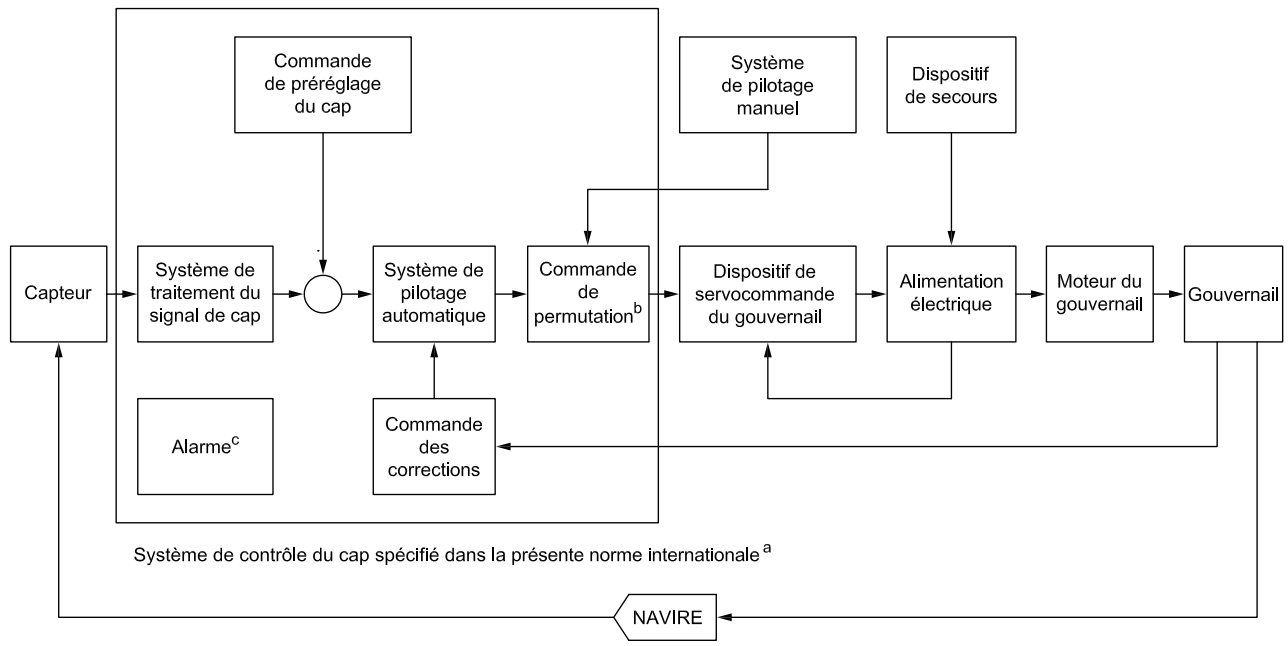 Commande
de préréglage
du cap
Système
de pilotage
manuel
Dispositif
de secours
Capteur
Système de
traitement du
signal de cap
Système de
pilotage
automatique
Commande
de
permutation b
Dispositif de
servocommande
du gouvernail
Alimentation
électrique
Moteur du
gouvernail
Gouvernail
Alarme c
Commande
des
corrections
Système de contrôle du cap spécifié dans la présente norme internationale a
NAVIRE